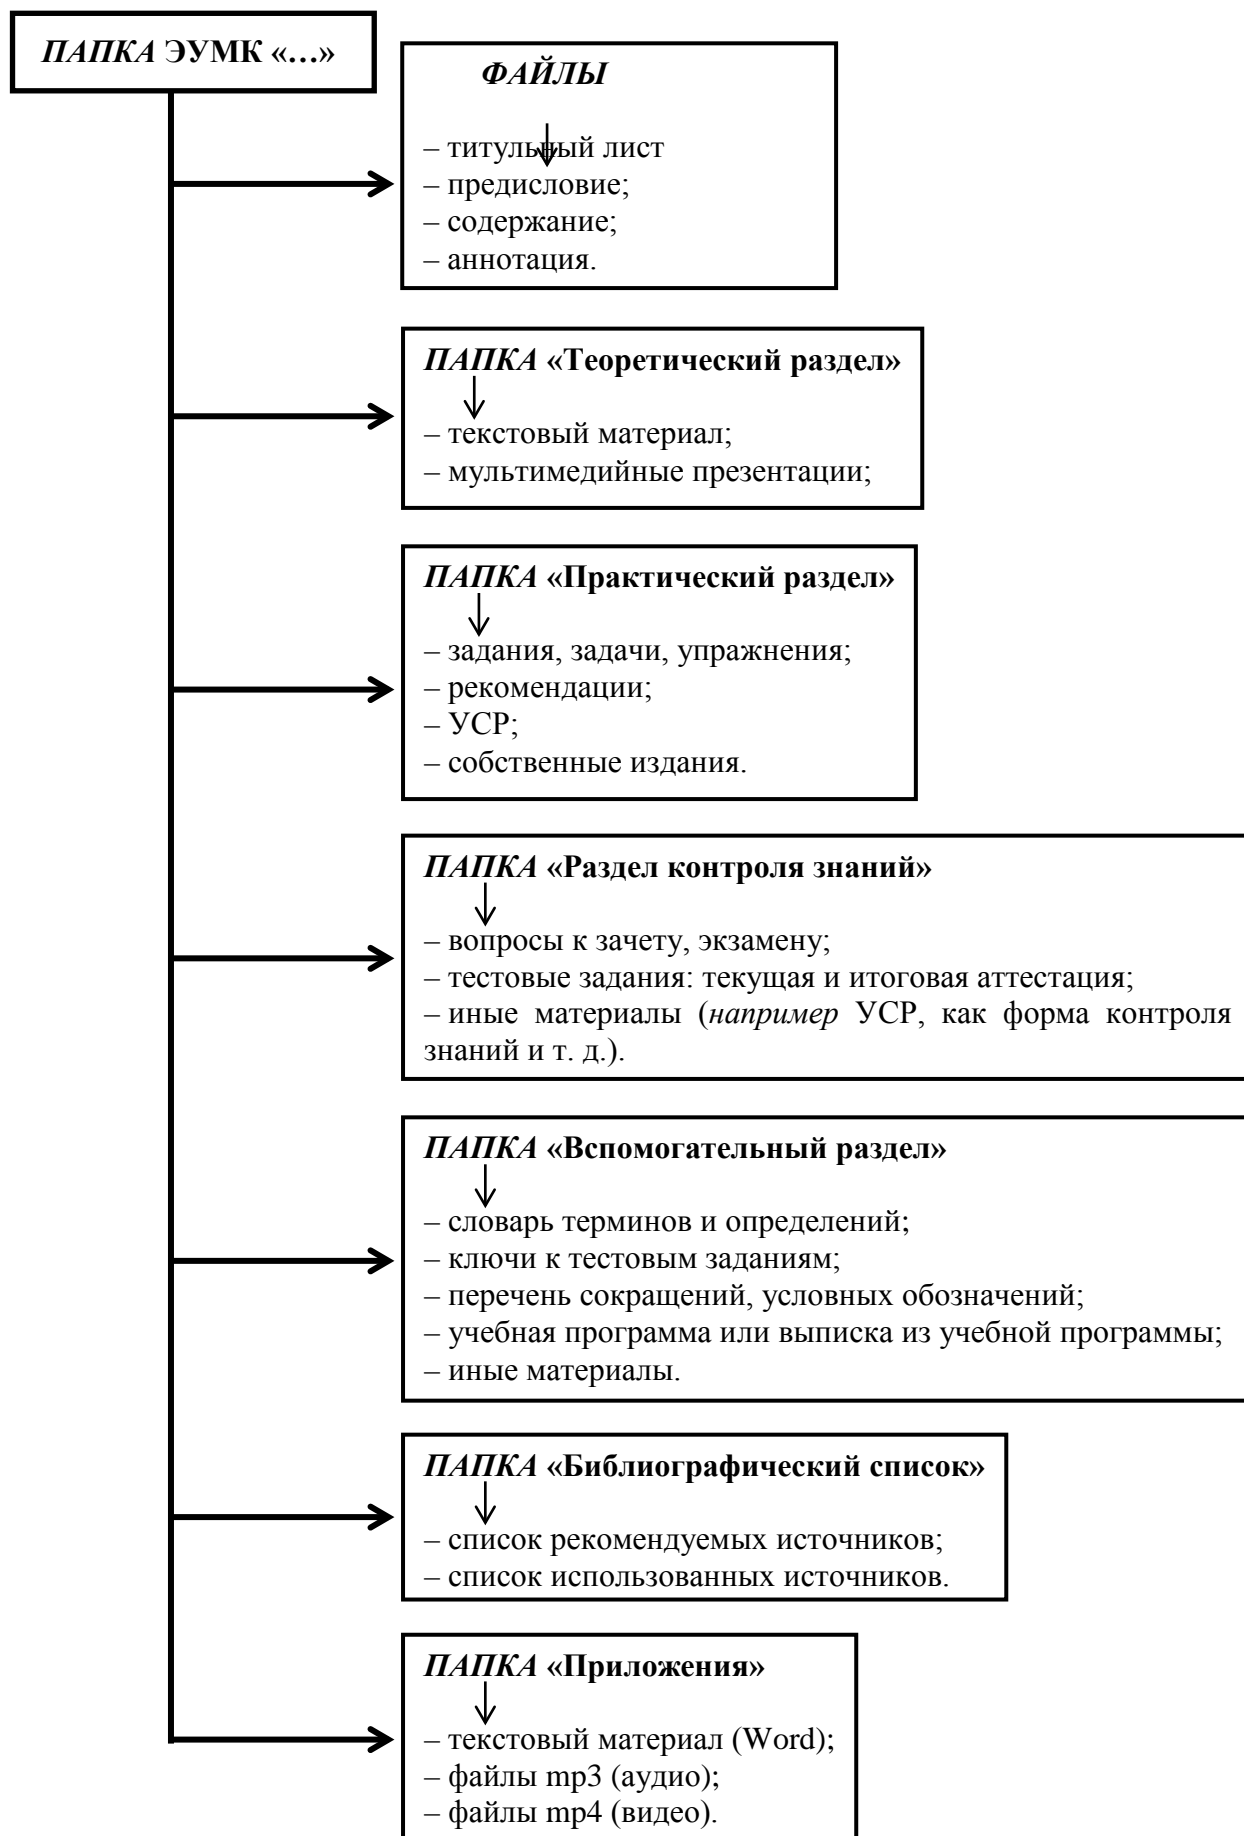 ПАПКА ЭУМК «…»
ФАЙЛЫ
– титульный лист
– предисловие;
– содержание;
– аннотация.
ПАПКА «Теоретический раздел»
– текстовый материал;
– мультимедийные презентации;
ПАПКА «Практический раздел»
– задания, задачи, упражнения;
– рекомендации;
– УСР;
– собственные издания.
ПАПКА «Раздел контроля знаний»
– вопросы к зачету, экзамену;
– тестовые задания: текущая и итоговая аттестация;
– иные материалы (например УСР, как форма контроля
знаний и т. д.).
ПАПКА «Вспомогательный раздел»
– словарь терминов и определений;
– ключи к тестовым заданиям;
– перечень сокращений, условных обозначений;
– учебная программа или выписка из учебной программы;
– иные материалы.
ПАПКА «Библиографический список»
– список рекомендуемых источников;
– список использованных источников.
ПАПКА «Приложения»
– текстовый материал (Word);
– файлы mp3 (аудио);
– файлы mp4 (видео).